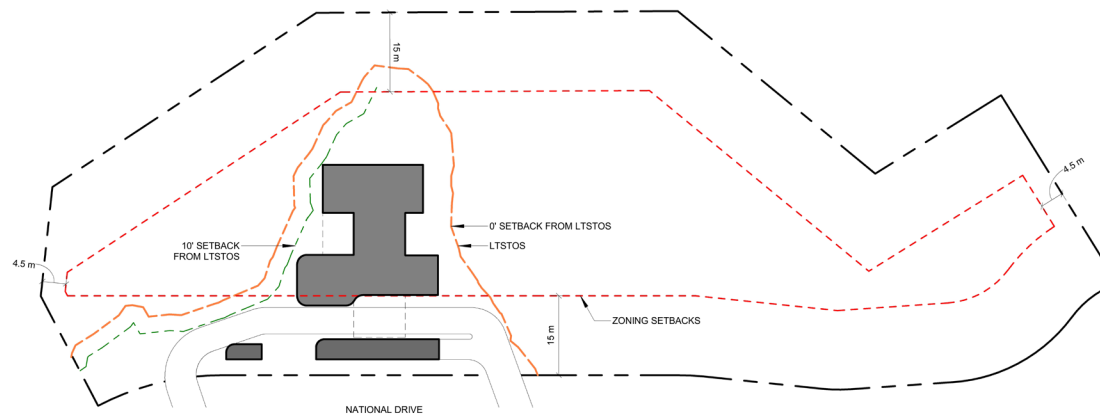 15 m
4.5 m
0' SETBACK FROM LTSTOS
10' SETBACK
FROM LTSTOS
LTSTOS
4.5 m
ZONING SETBACKS
15 m
NATIONAL DRIVE